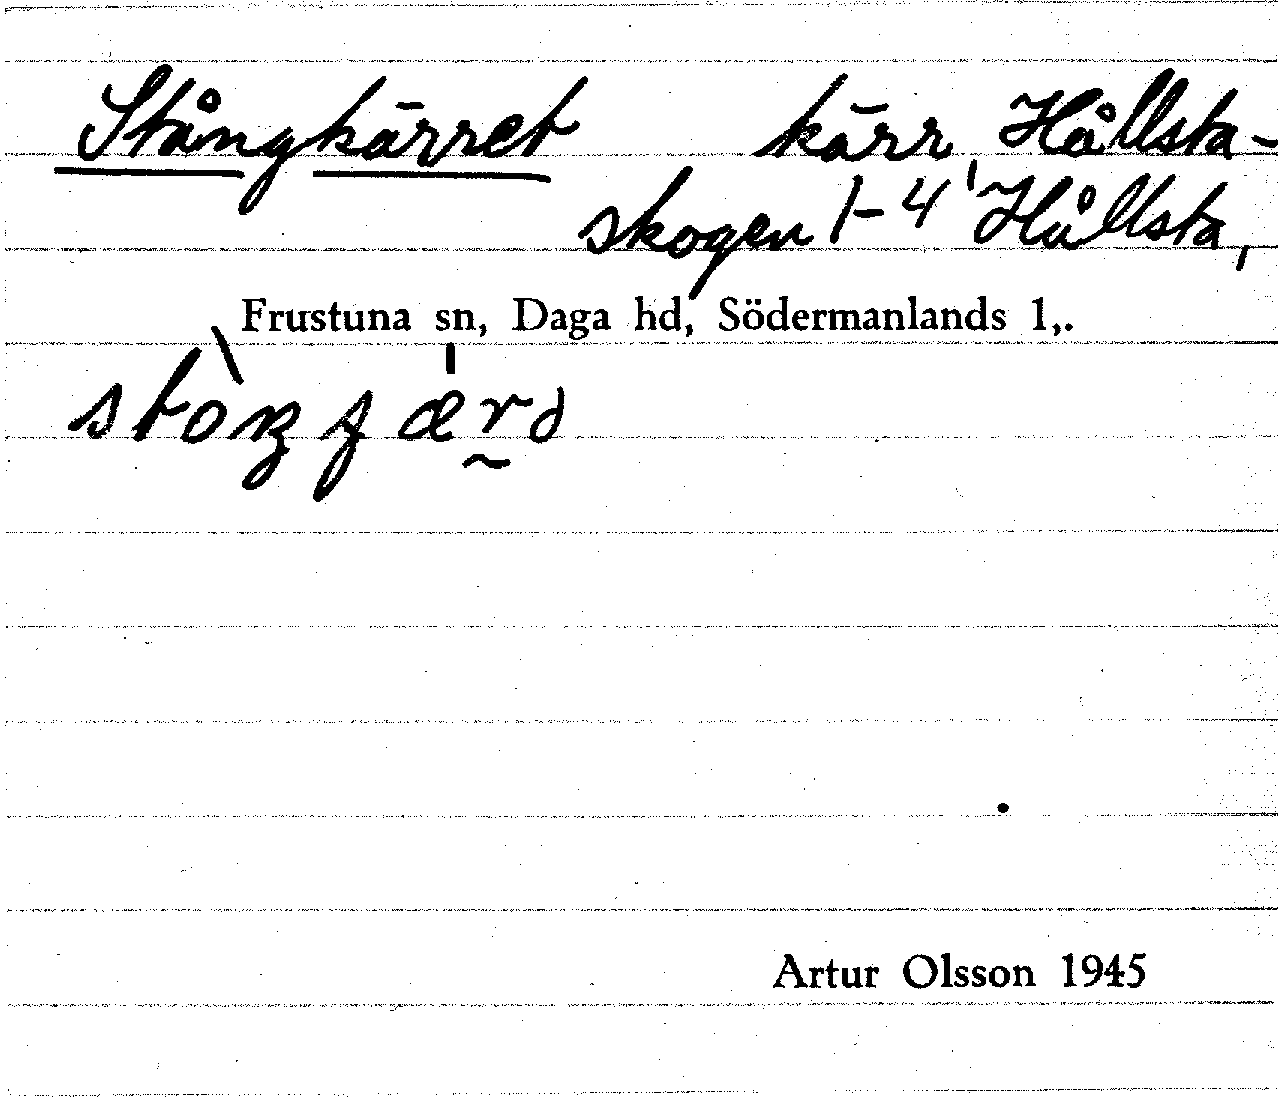 Stångkärret kärr, Hållsta-
skogen 1-4 Hållsta,
Frustuna sn, Daga hd, Södermanlands l,.
Artur Olsson 1945